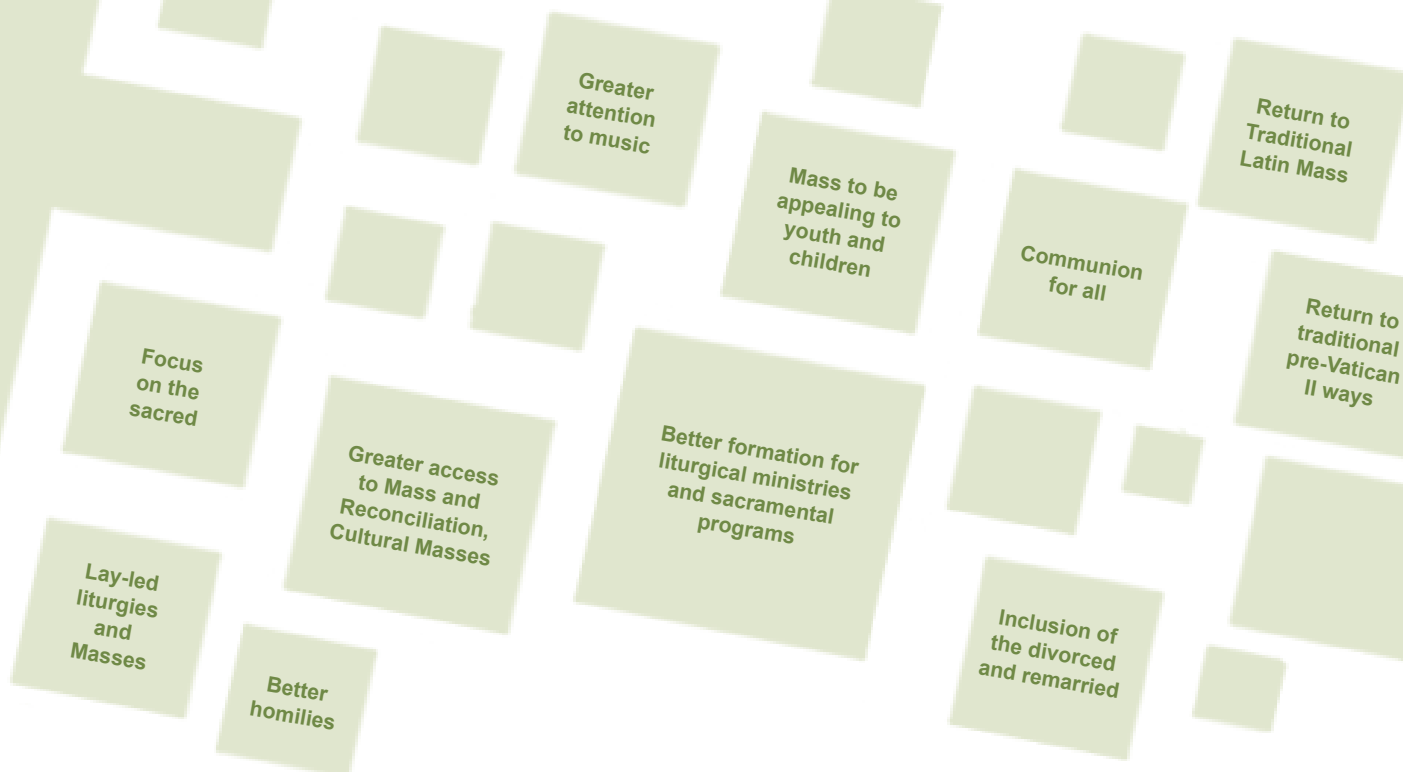 Greater
attention
to music
Return to
Traditional
Latin Mass
Mass to be
appealing to
youth and
children
Communion
for all
Return to
traditional
pre-Vatican
II ways
Focus
on the
sacred
Greater access
to Mass and
Reconciliation,
Cultural Masses
Better formation for
liturgical ministries
and sacramental
programs
Lay-led
liturgies
and
Masses
Better
homilies
Inclusion of
the divorced
and remarried